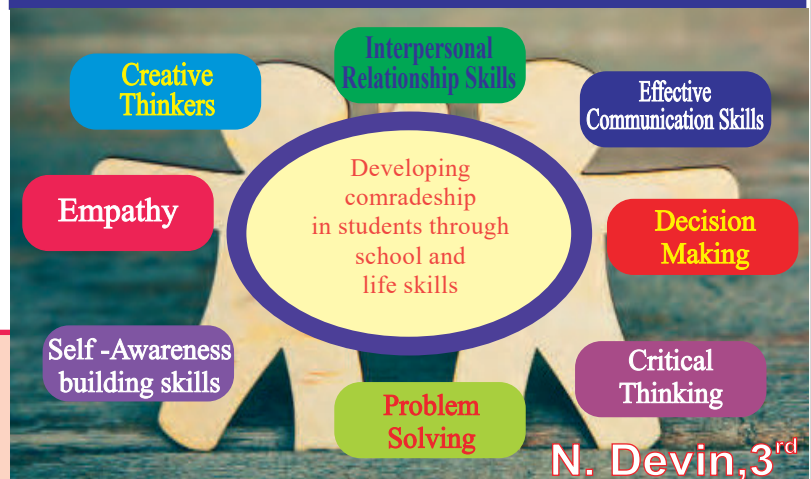 Interpersonal
Relationship Skills
Creative
Thinkers
Effective
Communication Skills
Developing
comradeship
in students through
school and
life skills
Empathy
Decision
Making
Self -Awareness
building skills
Critical
Thinking
Problem
Solving
N. Devin,3rd